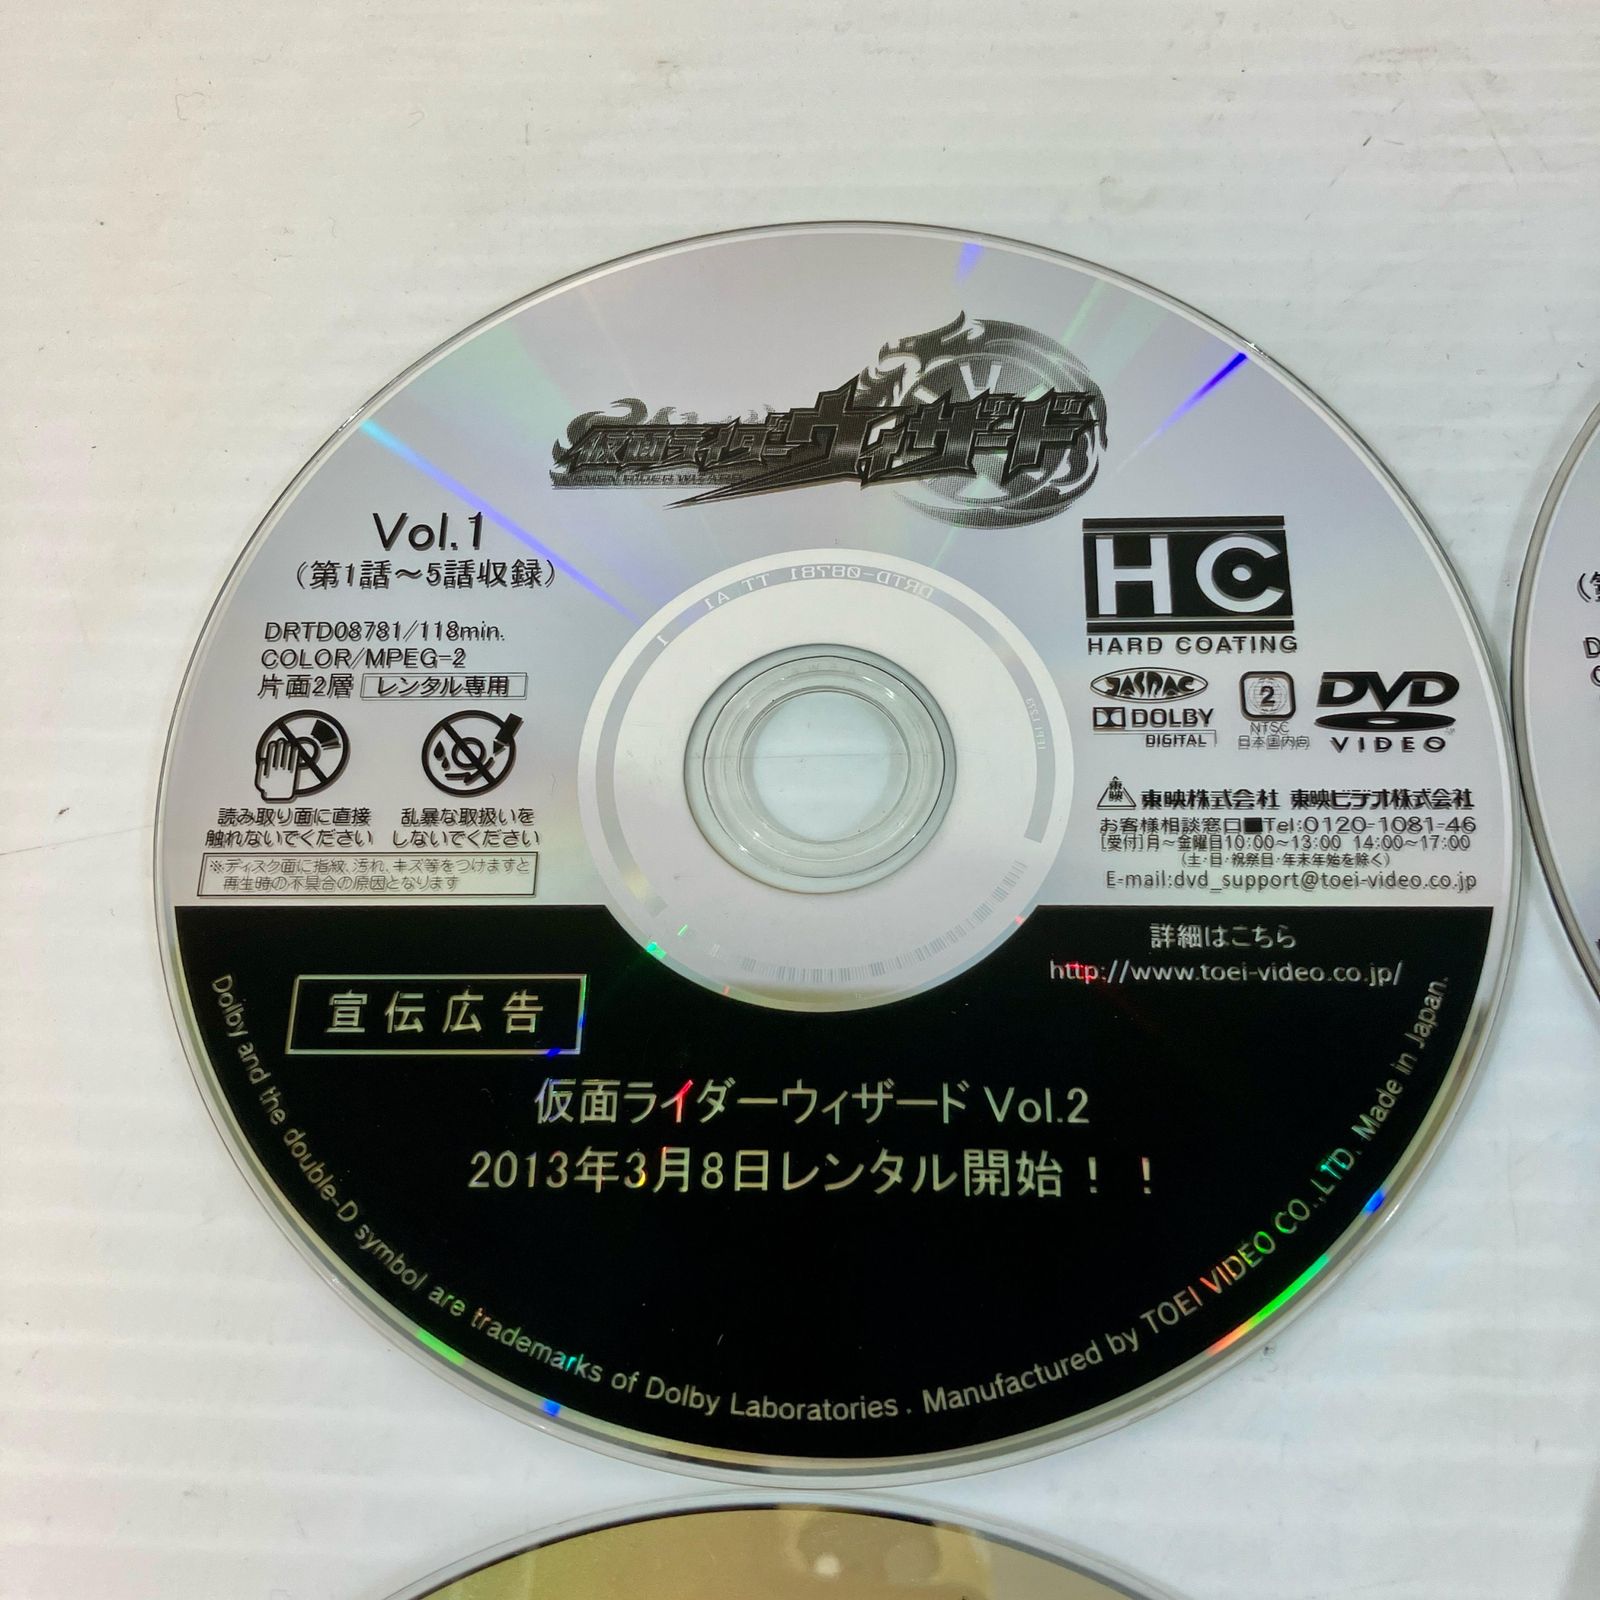 仮面ライダーウィザード
KAMEN RIDER WIZARD
Vol.1
(第1話～5話収録)
DRTD08781/118min.
COLOR/MPEG-2
片面2層 レンタル専用
読み取り面に直接
触れないでください
乱暴な取扱いを
しないでください
※ディスク面に指紋、汚れ、キズ等をつけますと
再生時の不具合の原因となります
DRTD-08781 TT A1 1
HC
HARD COATING
JASRAC
DOLBY
DIGITAL
2
NTSC
日本国内向
DVD
VIDEO
東映
東映株式会社 東映ビデオ株式会社
お客様相談窓口■Tel:0120-1081-46
[受付]月～金曜日10:00～13:00 14:00～17:00
(土・日・祝祭日・年末年始を除く)
E-mail:dvd_support@toei-video.co.jp
詳細はこちら
http://www.toei-video.co.jp/
宣伝広告
仮面ライダーウィザード Vol.2
2013年3月8日レンタル開始！！
Dolby and the double-D symbol are trademarks of Dolby Laboratories. Manufactured by TOEI VIDEO CO.,LTD. Made in Japan.